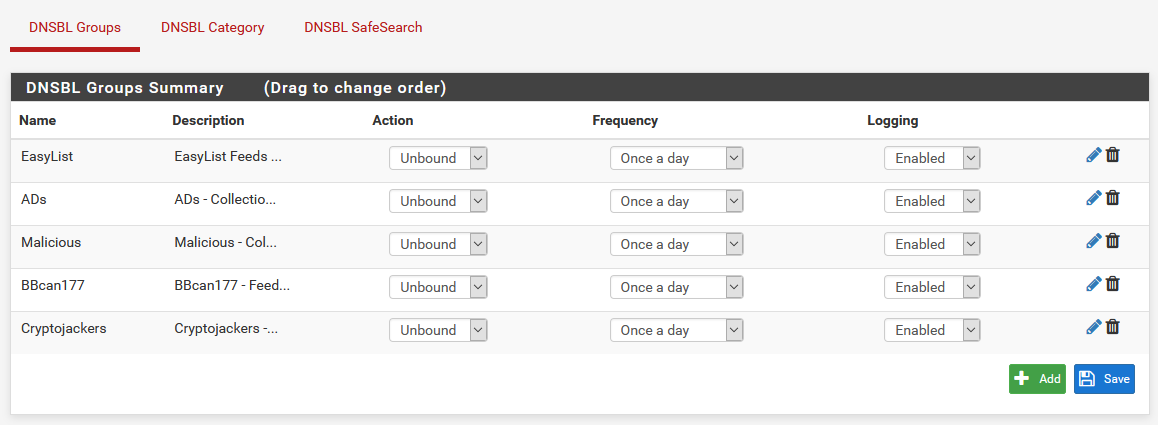 DNSBL Groups DNSBL Category DNSBL SafeSearch
DNSBL Groups Summary (Drag to change order)
Name Description Action Frequency Logging
EasyList EasyList Feeds ... Unbound Once a day Enabled
ADs ADs - Collectio... Unbound Once a day Enabled
Malicious Malicious - Col... Unbound Once a day Enabled
BBcan177 BBcan177 - Feed... Unbound Once a day Enabled
Cryptojackers Cryptojackers -... Unbound Once a day Enabled
Add Save